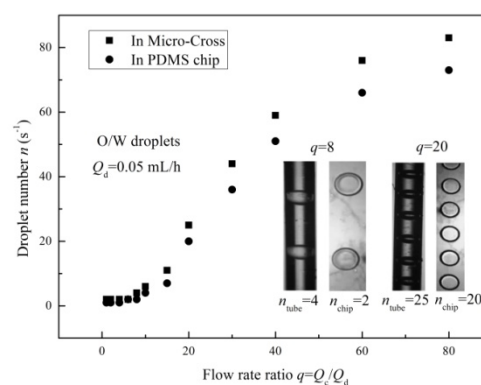 80
60
40
20
0
Droplet number n (s⁻¹)
In Micro-Cross
In PDMS chip
O/W droplets
Q_d=0.05 mL/h
q=8
q=20
n_tube=4
n_chip=2
n_tube=25
n_chip=20
0
20
40
60
80
Flow rate ratio q=Q_c/Q_d